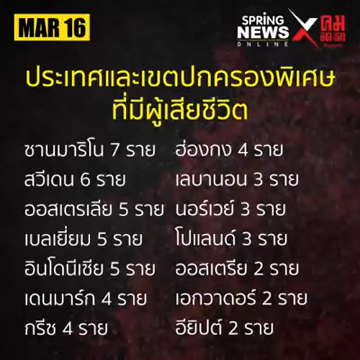 MAR 16
SPRING NEWS ONLINE
X
คมชัดลึก
ประเทศและเขตปกครองพิเศษ
ที่มีผู้เสียชีวิต
ซานมาริโน 7 ราย ฮ่องกง 4 ราย
สวีเดน 6 ราย เลบานอน 3 ราย
ออสเตรเลีย 5 ราย นอร์เวย์ 3 ราย
เบลเยี่ยม 5 ราย โปแลนด์ 3 ราย
อินโดนีเซีย 5 ราย ออสเตรีย 2 ราย
เดนมาร์ก 4 ราย เอกวาดอร์ 2 ราย
กรีซ 4 ราย อียิปต์ 2 ราย